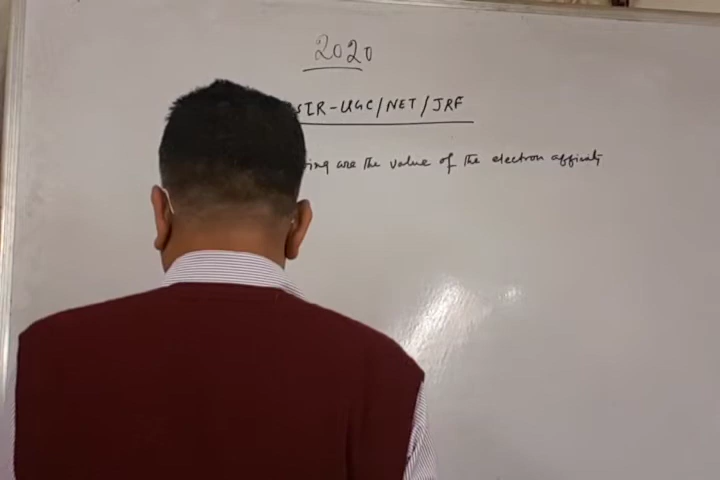 2020
SIR-UGC/NET/JRF
ing are the value of the electron affinity